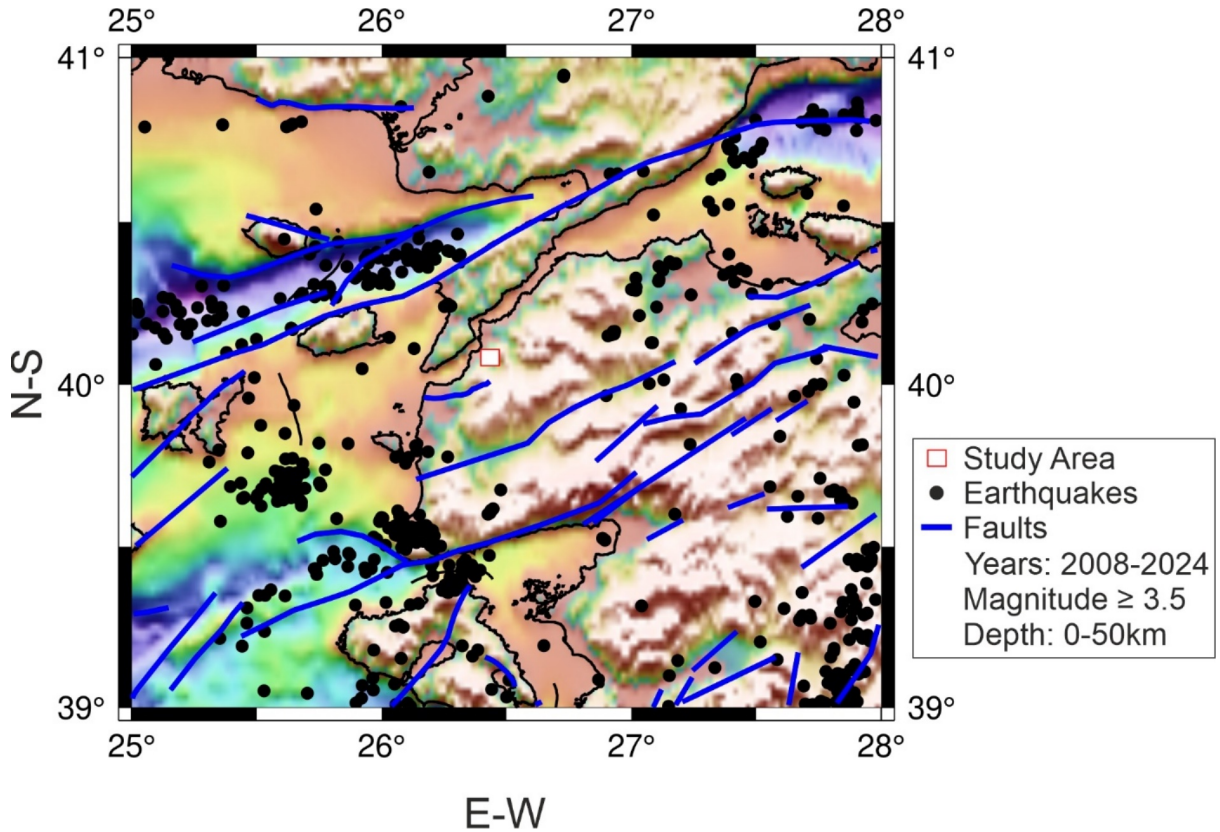 25° 26° 27° 28°
41° 41°
40° 40°
39° 39°
25° 26° 27° 28°
N-S
E-W
Study Area
Earthquakes
Faults
Years: 2008-2024
Magnitude ≥ 3.5
Depth: 0-50km